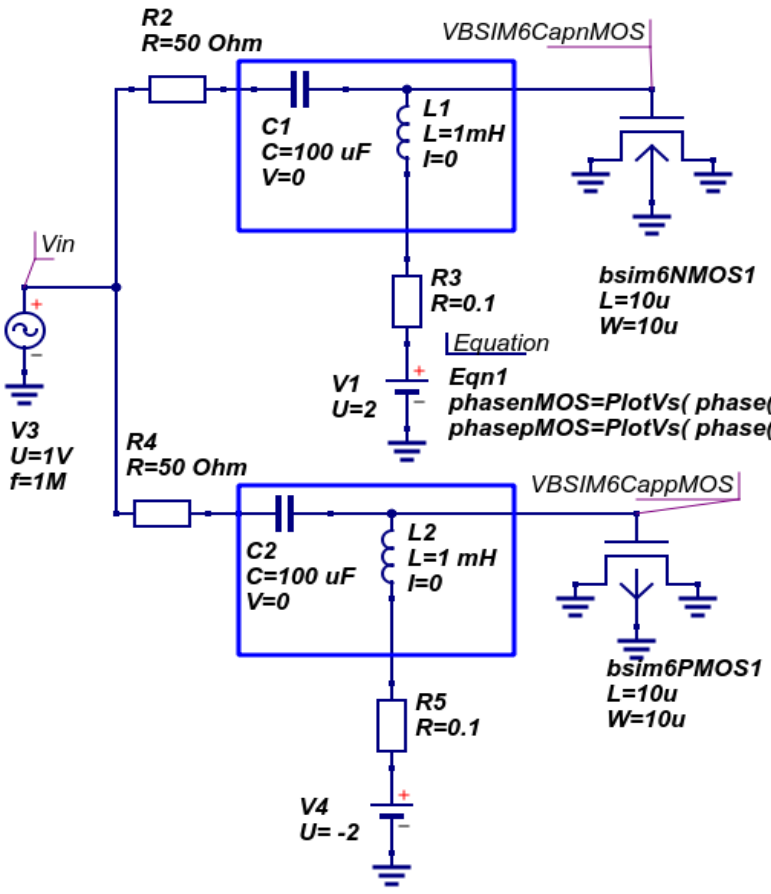 R2
R=50 Ohm
VBSIM6CapnMOS
C1
C=100 uF
V=0
L1
L=1mH
I=0
Vin
+
–
V3
U=1V
f=1M
bsim6NMOS1
L=10u
W=10u
R3
R=0.1
V1
U=2
+
–
Equation
Eqn1
phasenMOS=PlotVs( phase(
phasepMOS=PlotVs( phase(
R4
R=50 Ohm
VBSIM6CappMOS
C2
C=100 uF
V=0
L2
L=1 mH
I=0
bsim6PMOS1
L=10u
W=10u
R5
R=0.1
V4
U= -2
+
–